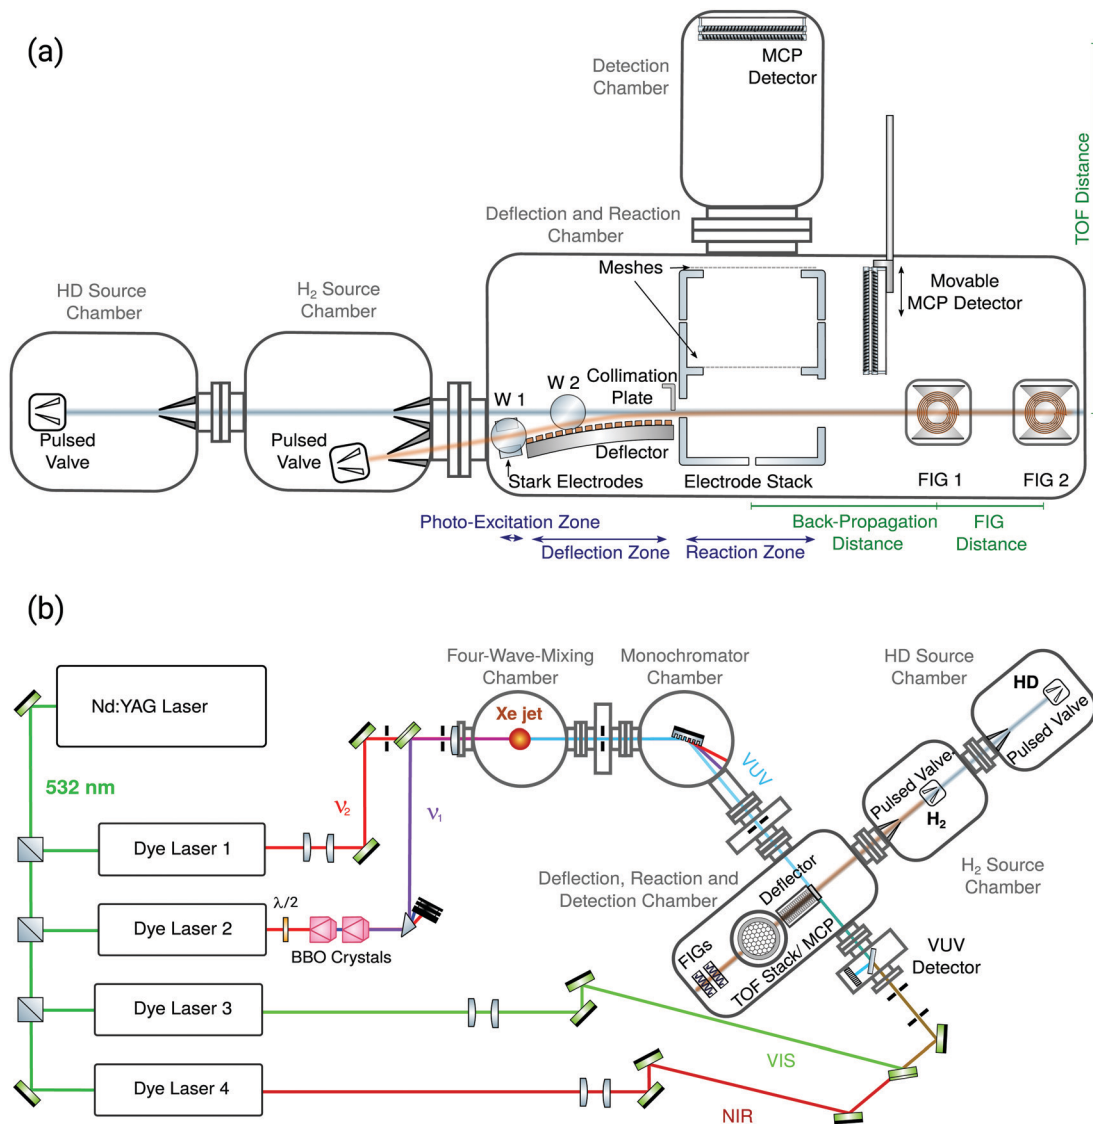 (a)
MCP
Detector
Detection
Chamber
TOF Distance
Deflection and Reaction
Chamber
Meshes
Movable
MCP Detector
HD Source
Chamber
H₂ Source
Chamber
W 1
W 2
Collimation
Plate
Pulsed
Valve
Pulsed
Valve
Deflector
Stark Electrodes
Electrode Stack
FIG 1
FIG 2
Photo-Excitation Zone
Deflection Zone
Reaction Zone
Back-Propagation
Distance
FIG
Distance
(b)
Nd:YAG Laser
532 nm
Four-Wave-Mixing
Chamber
Xe jet
Monochromator
Chamber
VUV
HD Source
Chamber
HD
Pulsed Valve
Pulsed Valve
H₂
H₂ Source
Chamber
ν₂
ν₁
Dye Laser 1
Dye Laser 2
λ/2
BBO Crystals
Deflection, Reaction and
Detection Chamber
Deflector
TOF Stack/ MCP
FIGs
VUV
Detector
Dye Laser 3
VIS
Dye Laser 4
NIR